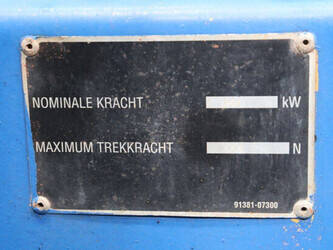 NOMINALE KRACHT kW
MAXIMUM TREKKRACHT N
91381-07300